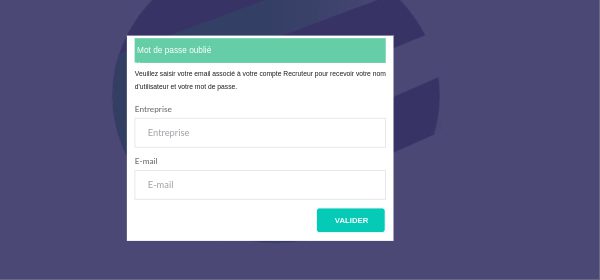 Mot de passe oublié
Veuillez saisir votre email associé à votre compte Recruteur pour recevoir votre nom
d'utilisateur et votre mot de passe.
Entreprise
Entreprise
E-mail
E-mail
VALIDER